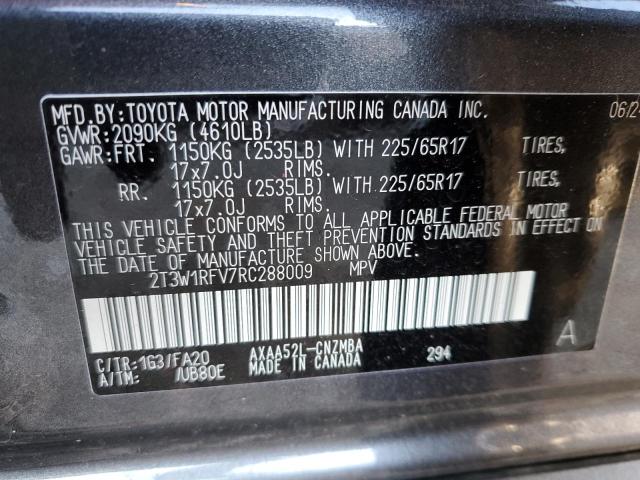 MFD.BY:TOYOTA MOTOR MANUFACTURING CANADA INC. 06/24
GVWR:2090KG (4610LB)
GAWR:FRT. 1150KG (2535LB) WITH 225/65R17 TIRES,
17x7.0J RIMS.
RR. 1150KG (2535LB) WITH 225/65R17 TIRES,
17x7.0J RIMS.
THIS VEHICLE CONFORMS TO ALL APPLICABLE FEDERAL MOTOR
VEHICLE SAFETY AND THEFT PREVENTION STANDARDS IN EFFECT ON
THE DATE OF MANUFACTURE SHOWN ABOVE.
2T3W1RFV7RC288009 MPV
A
C/TR:1G3/FA20 AXAA52L-CNZMBA 294
A/TM: /UB80E MADE IN CANADA